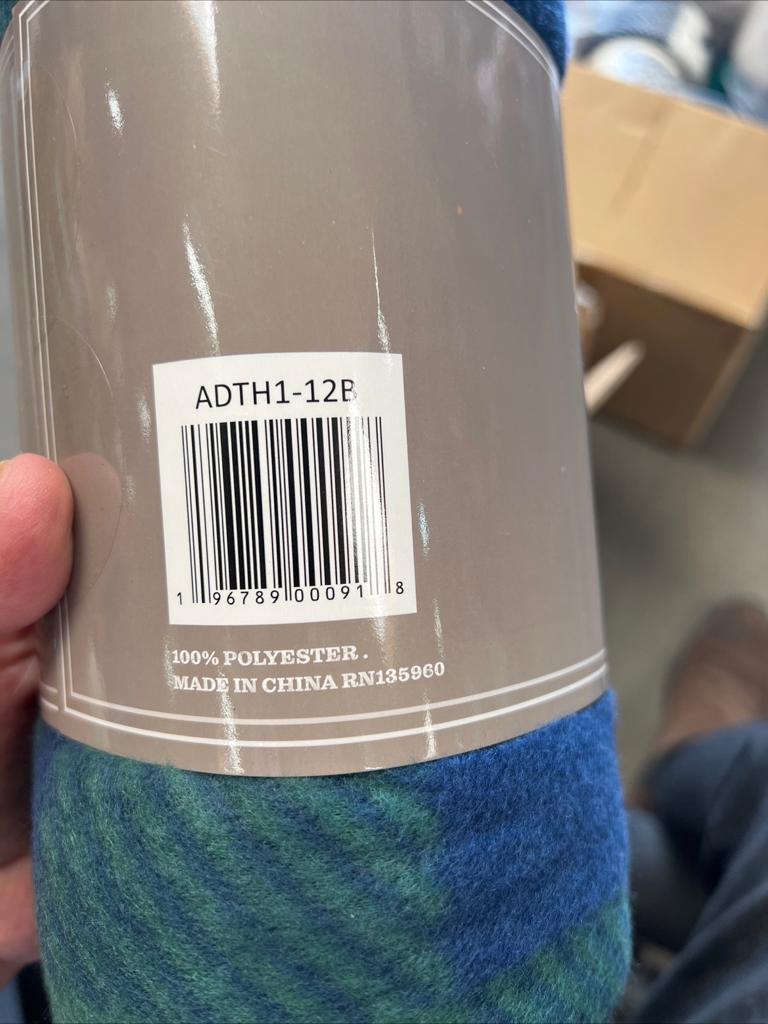 ADTH1-12B
1 96789 00091 8
100% POLYESTER .
MADE IN CHINA RN135960